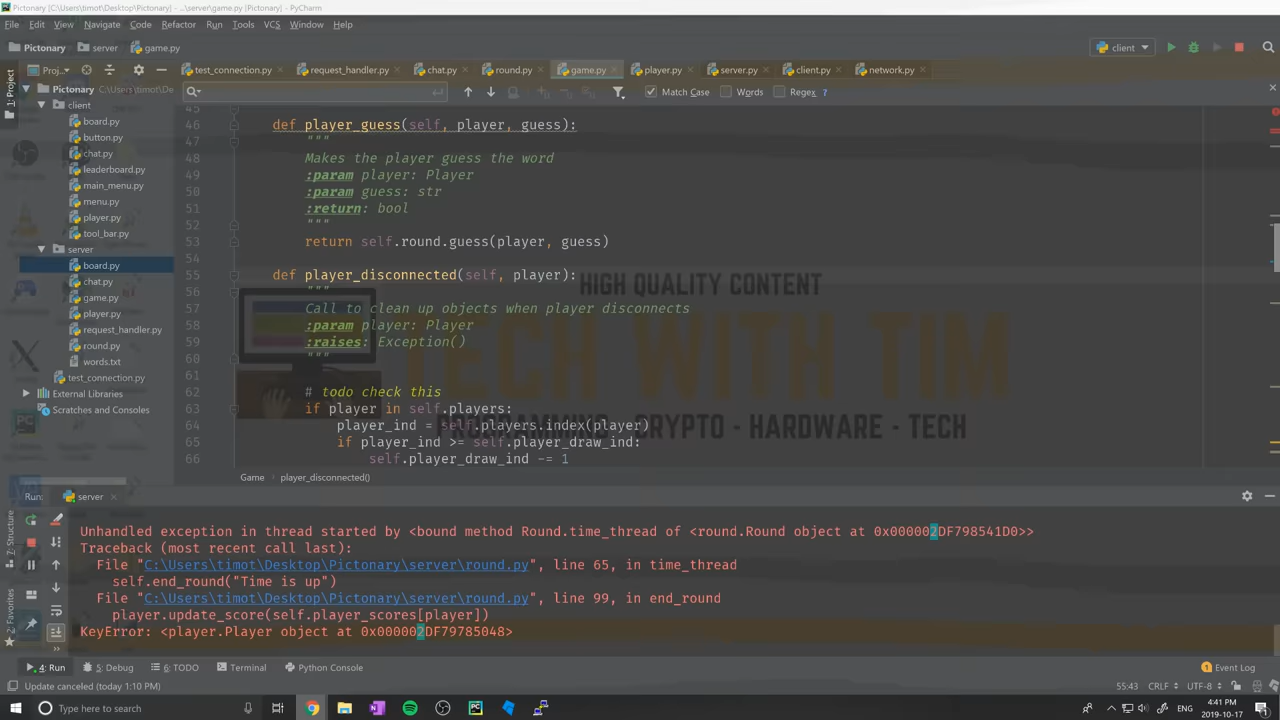 Pictonary [C:\Users\timot\Desktop\Pictonary] - ...\server\game.py [Pictonary] - PyCharm
File Edit View Navigate Code Refactor Run Tools VCS Window Help
Pictonary server game.py client
1: Project
Proj... test_connection.py request_handler.py chat.py round.py game.py player.py server.py client.py network.py
Pictonary C:\Users\timot\De
Match Case Words Regex ?
client
board.py
button.py
chat.py
leaderboard.py
main_menu.py
menu.py
player.py
tool_bar.py
server
board.py
chat.py
game.py
player.py
request_handler.py
round.py
words.txt
test_connection.py
External Libraries
Scratches and Consoles
45
46 def player_guess(self, player, guess):
47 """
48 Makes the player guess the word
49 :param player: Player
50 :param guess: str
51 :return: bool
52 """
53 return self.round.guess(player, guess)
54
55 def player_disconnected(self, player):
56 """
57 Call to clean up objects when player disconnects
58 :param player: Player
59 :raises: Exception()
60 """
61
62 # todo check this
63 if player in self.players:
64 player_ind = self.players.index(player)
65 if player_ind >= self.player_draw_ind:
66 self.player_draw_ind -= 1
HIGH QUALITY CONTENT
TECH WITH TIM
PROGRAMMING - CRYPTO - HARDWARE - TECH
Game player_disconnected()
Run: server
Unhandled exception in thread started by <bound method Round.time_thread of <round.Round object at 0x000002DF798541D0>>
Traceback (most recent call last):
File "C:\Users\timot\Desktop\Pictonary\server\round.py", line 65, in time_thread
self.end_round("Time is up")
File "C:\Users\timot\Desktop\Pictonary\server\round.py", line 99, in end_round
player.update_score(self.player_scores[player])
KeyError: <player.Player object at 0x000002DF79785048>
7: Structure
2: Favorites
4: Run 5: Debug 6: TODO Terminal Python Console 1 Event Log
Update canceled (today 1:10 PM) 55:43 CRLF UTF-8
Type here to search
ENG 4:41 PM
2019-10-17